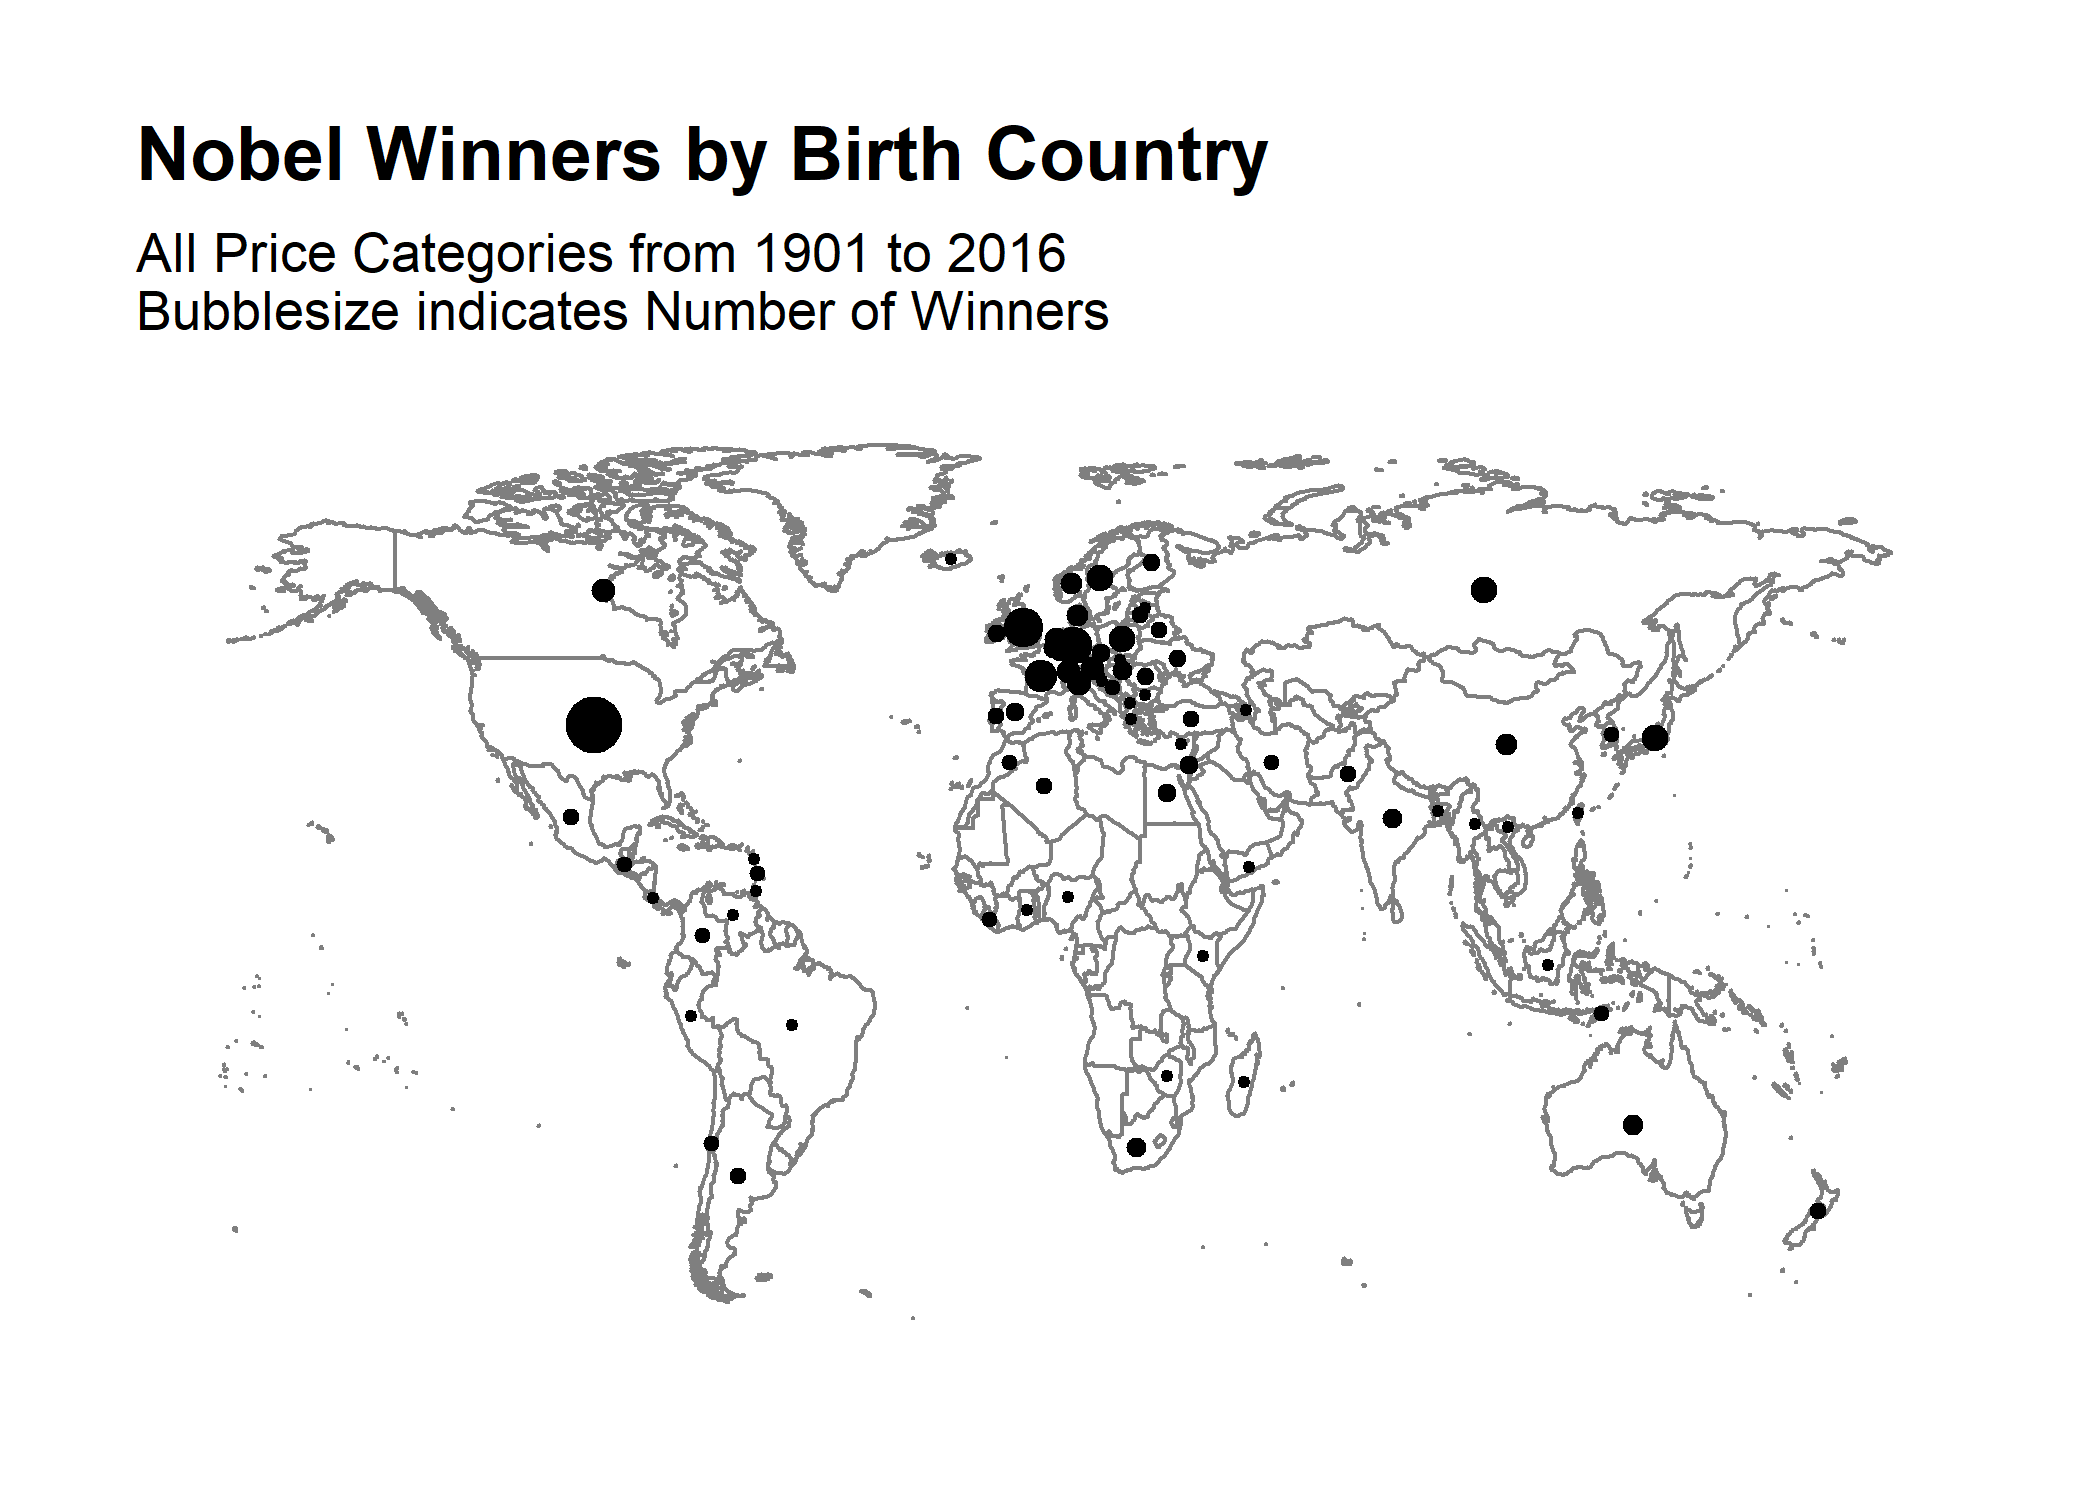 Nobel Winners by Birth Country
All Price Categories from 1901 to 2016
Bubblesize indicates Number of Winners